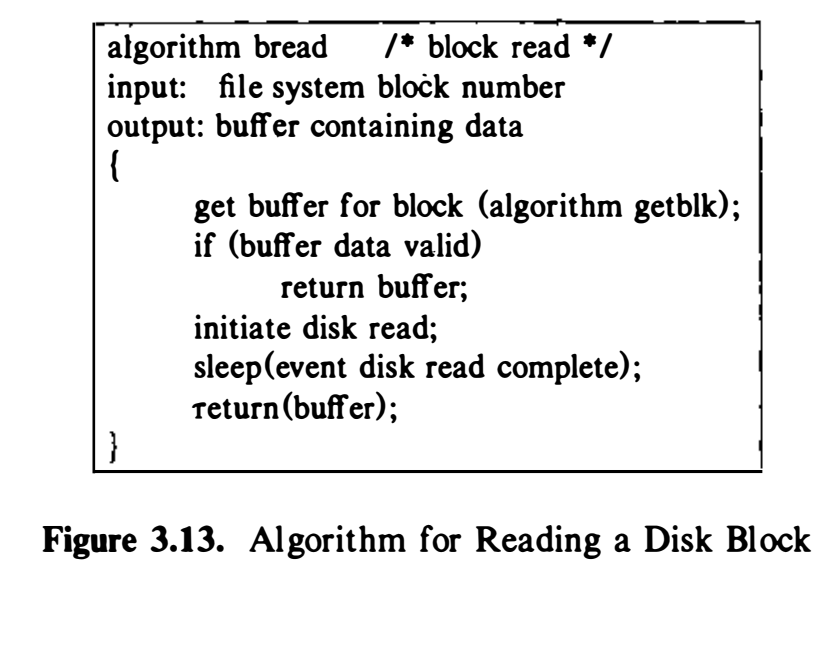 algorithm bread /* block read */
input: file system block number
output: buffer containing data
{
get buffer for block (algorithm getblk);
if (buffer data valid)
return buffer;
initiate disk read;
sleep(event disk read complete);
return(buffer);
}
Figure 3.13. Algorithm for Reading a Disk Block